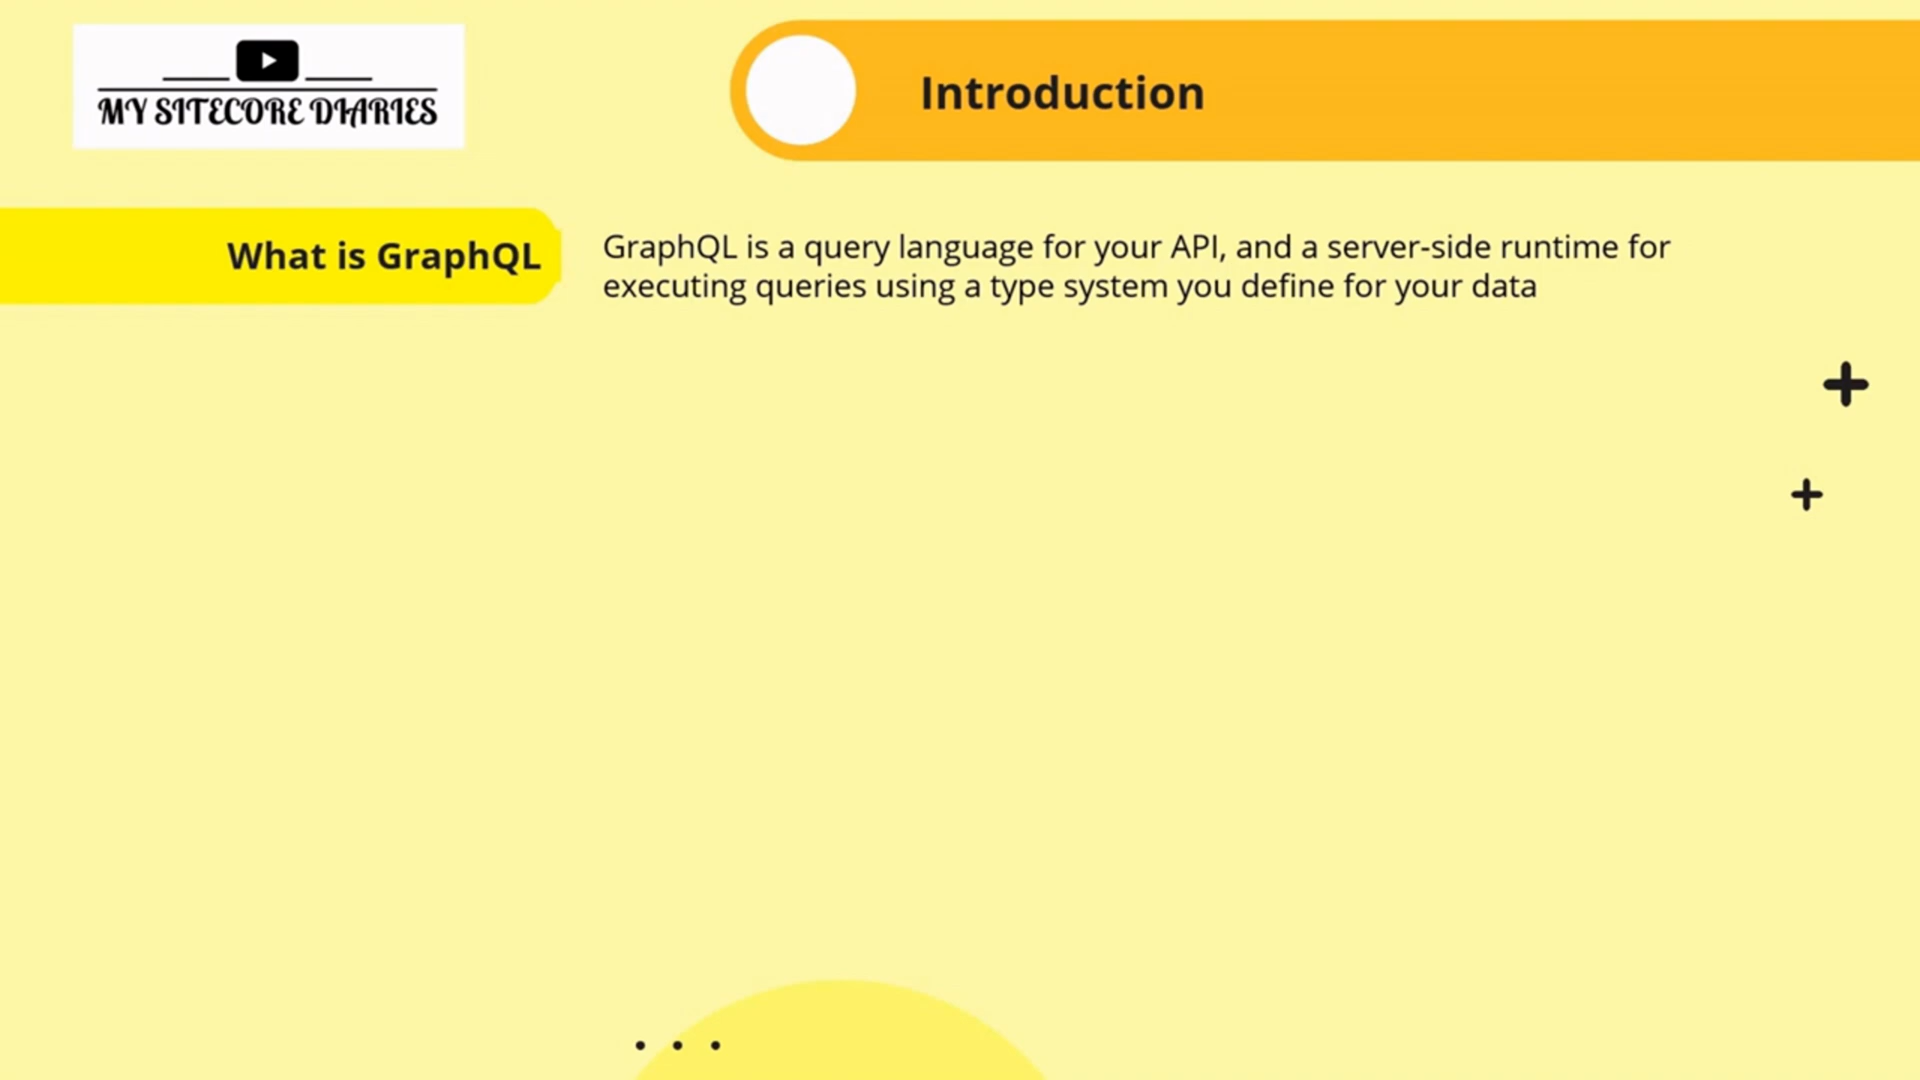 MY SITECORE DIARIES
Introduction
What is GraphQL
GraphQL is a query language for your API, and a server-side runtime for
executing queries using a type system you define for your data